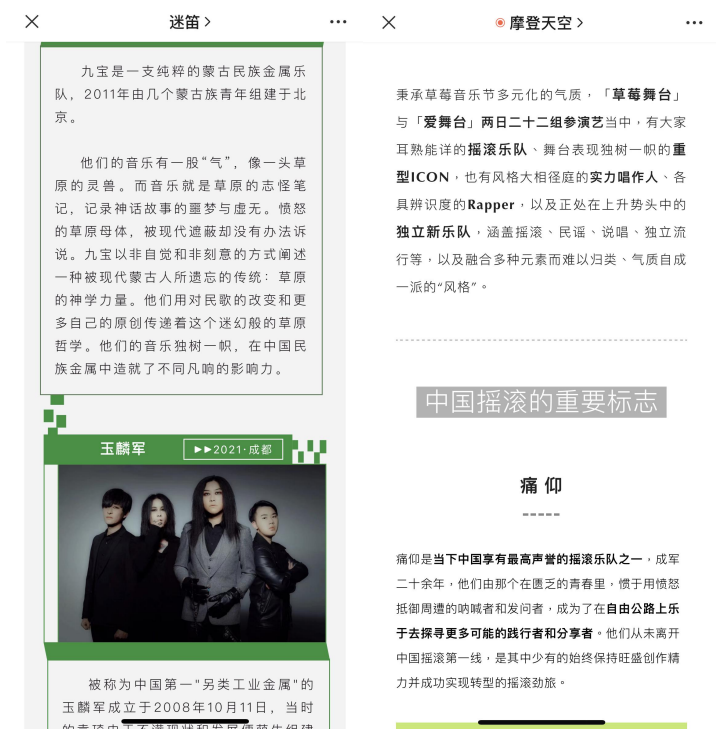 迷笛
九宝是一支纯粹的蒙古民族金属乐
队，2011年由几个蒙古族青年组建于北
京。
他们的音乐有一股“气”，像一头草
原的灵兽。而音乐就是草原的志怪笔
记，记录神话故事的噩梦与虚无。愤怒
的草原母体，被现代遮蔽却没有办法诉
说。九宝以非自觉和非刻意的方式阐述
一种被现代蒙古人所遗忘的传统：草原
的神学力量。他们用对民歌的改变和更
多自己的原创传递着这个迷幻般的草原
哲学。他们的音乐独树一帜，在中国民
族金属中造就了不同凡响的影响力。
玉麟军
▶▶2021·成都
被称为中国第一"另类工业金属"的
玉麟军成立于2008年10月11日，当时
摩登天空
秉承草莓音乐节多元化的气质，「草莓舞台」
与「爱舞台」两日二十二组参演艺当中，有大家
耳熟能详的摇滚乐队、舞台表现独树一帜的重
型ICON，也有风格大相径庭的实力唱作人、各
具辨识度的Rapper，以及正处在上升势头中的
独立新乐队，涵盖摇滚、民谣、说唱、独立流
行等，以及融合多种元素而难以归类、气质自成
一派的“风格”。
中国摇滚的重要标志
痛仰
痛仰是当下中国享有最高声誉的摇滚乐队之一，成军
二十余年，他们由那个在匮乏的青春里，惯于用愤怒
抵御周遭的呐喊者和发问者，成为了在自由公路上乐
于去探寻更多可能的践行者和分享者。他们从未离开
中国摇滚第一线，是其中少有的始终保持旺盛创作精
力并成功实现转型的摇滚劲旅。